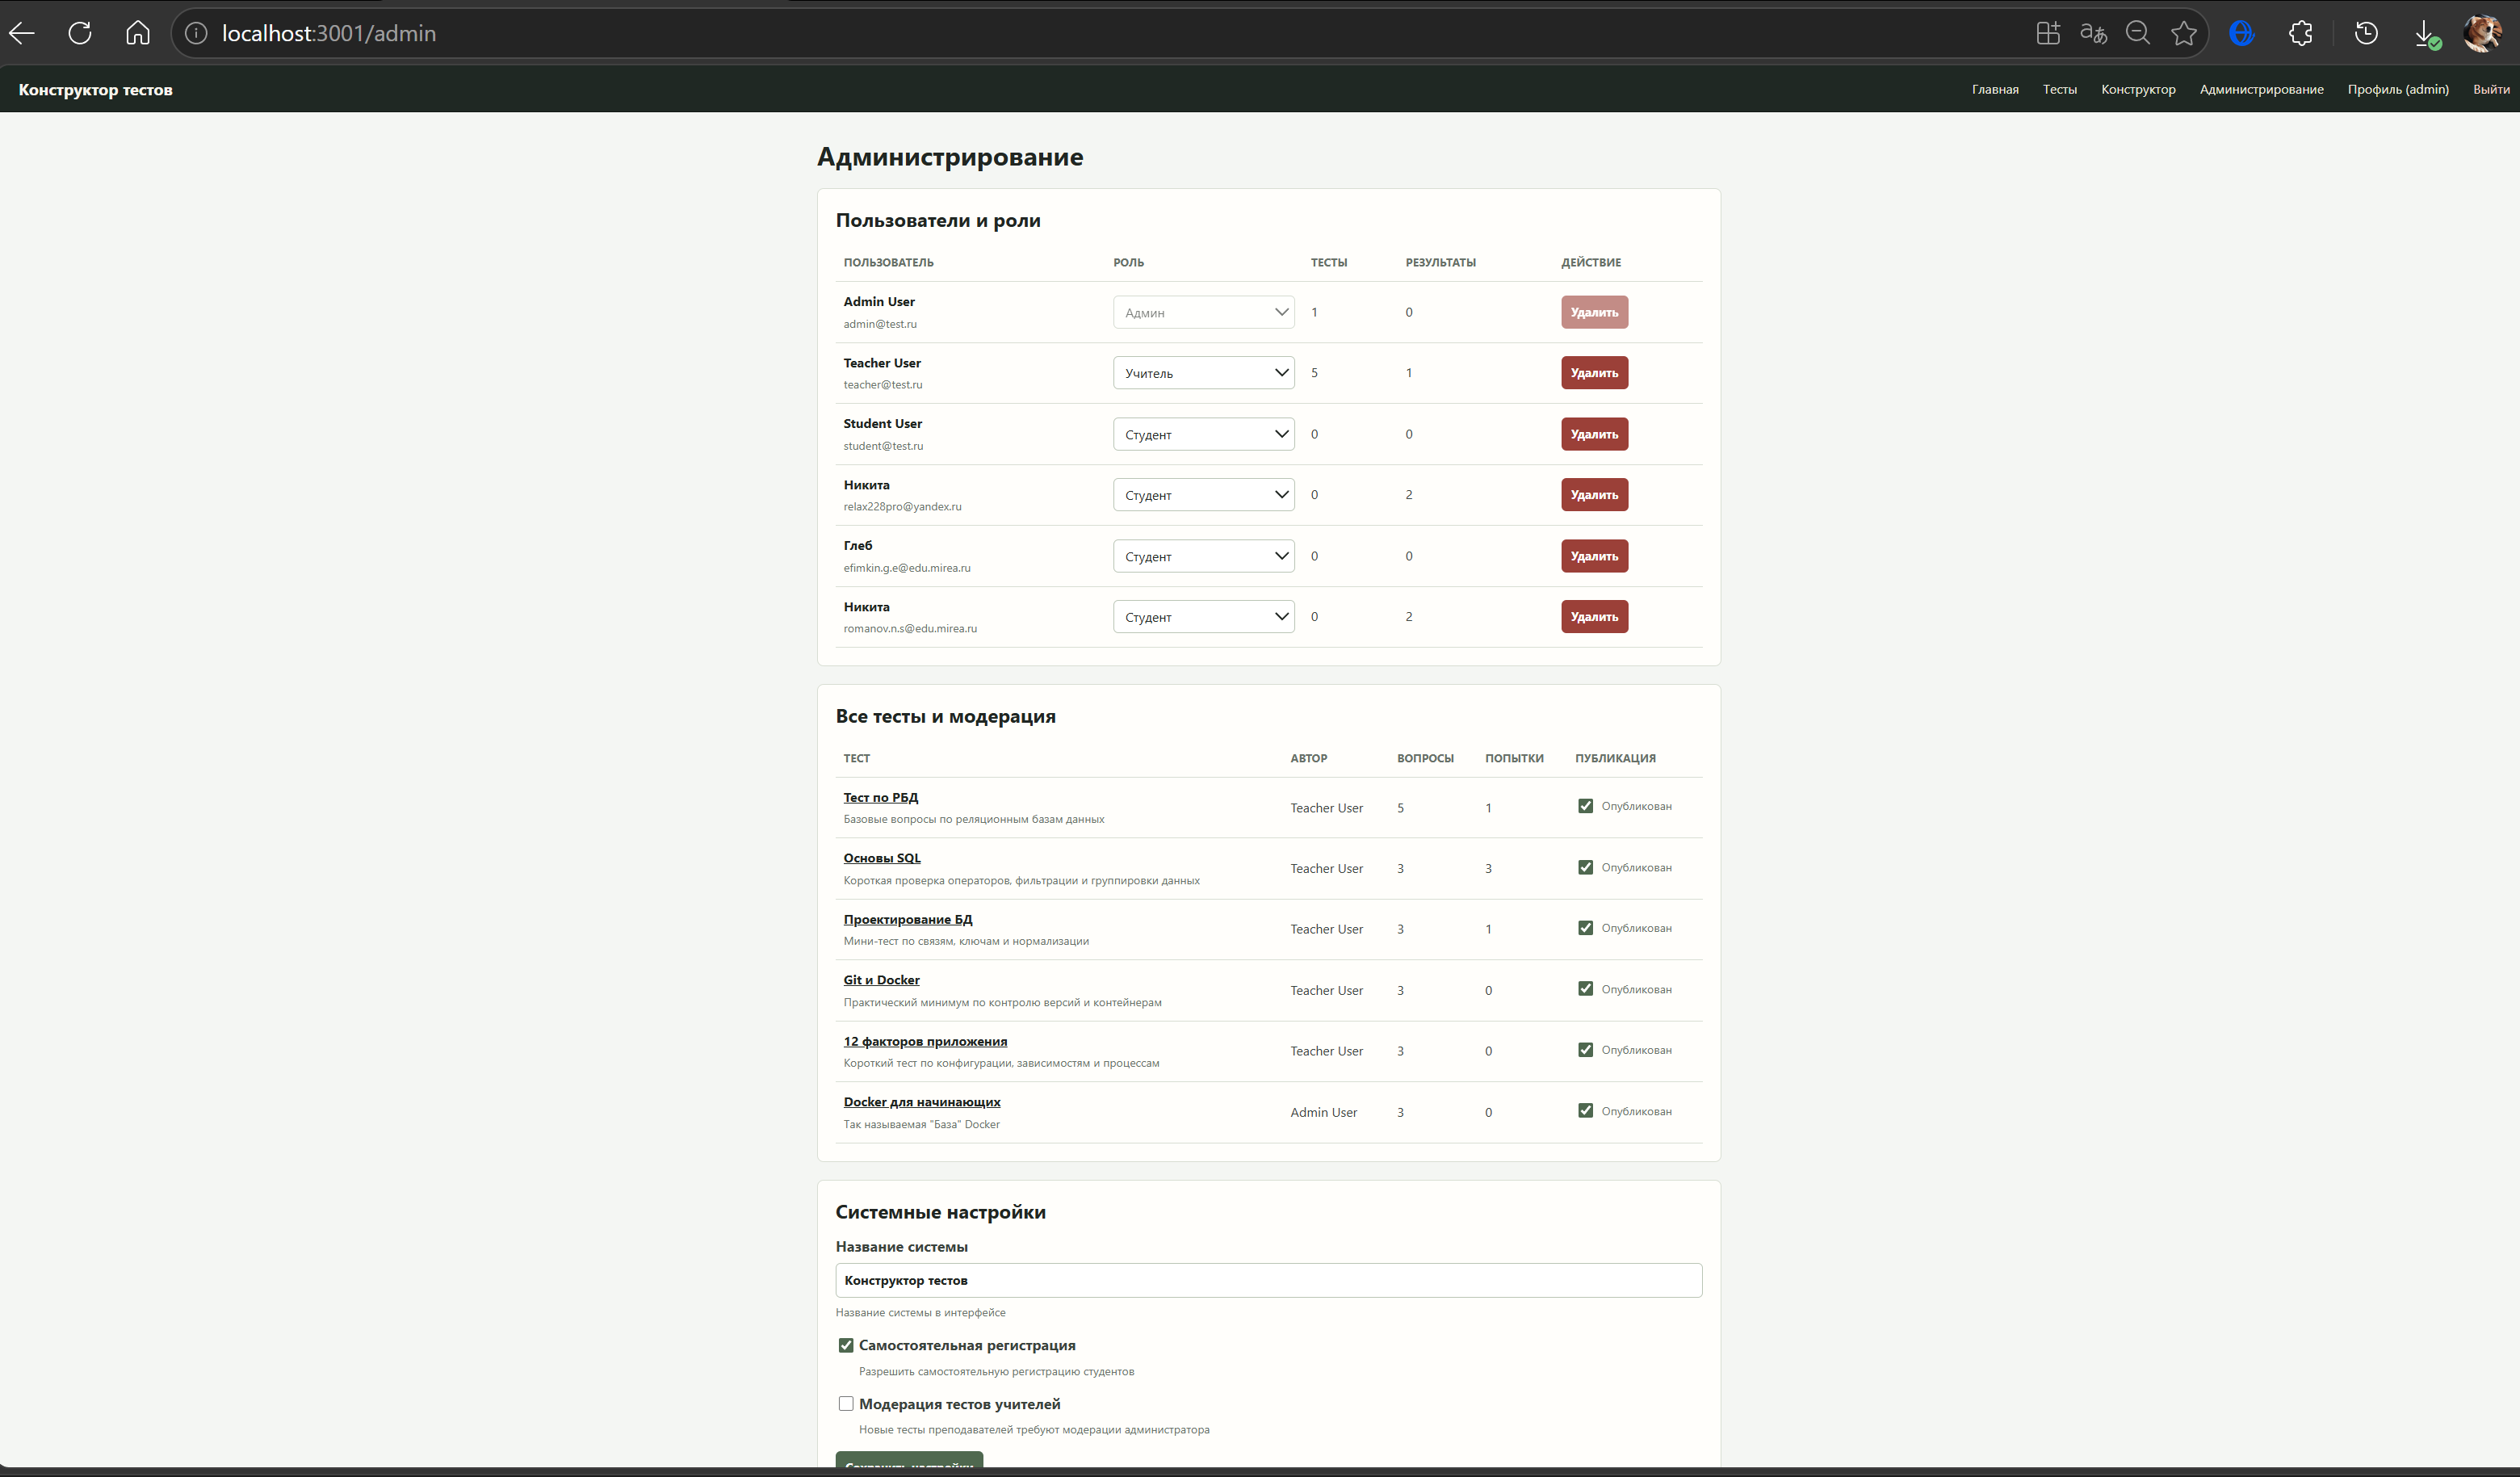 localhost:3001/admin
Конструктор тестов
Главная Тесты Конструктор Администрирование Профиль (admin) Выйти
Администрирование
Пользователи и роли
ПОЛЬЗОВАТЕЛЬ РОЛЬ ТЕСТЫ РЕЗУЛЬТАТЫ ДЕЙСТВИЕ
Admin User
admin@test.ru
Админ 1 0 Удалить
Teacher User
teacher@test.ru
Учитель 5 1 Удалить
Student User
student@test.ru
Студент 0 0 Удалить
Никита
relax228pro@yandex.ru
Студент 0 2 Удалить
Глеб
efimkin.g.e@edu.mirea.ru
Студент 0 0 Удалить
Никита
romanov.n.s@edu.mirea.ru
Студент 0 2 Удалить
Все тесты и модерация
ТЕСТ АВТОР ВОПРОСЫ ПОПЫТКИ ПУБЛИКАЦИЯ
Тест по РБД
Базовые вопросы по реляционным базам данных
Teacher User 5 1 Опубликован
Основы SQL
Короткая проверка операторов, фильтрации и группировки данных
Teacher User 3 3 Опубликован
Проектирование БД
Мини-тест по связям, ключам и нормализации
Teacher User 3 1 Опубликован
Git и Docker
Практический минимум по контролю версий и контейнерам
Teacher User 3 0 Опубликован
12 факторов приложения
Короткий тест по конфигурации, зависимостям и процессам
Teacher User 3 0 Опубликован
Docker для начинающих
Так называемая "База" Docker
Admin User 3 0 Опубликован
Системные настройки
Название системы
Конструктор тестов
Название системы в интерфейсе
Самостоятельная регистрация
Разрешить самостоятельную регистрацию студентов
Модерация тестов учителей
Новые тесты преподавателей требуют модерации администратора
Сохранить настройки